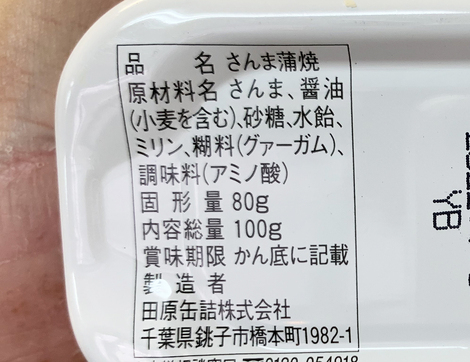 品名 さんま蒲焼
原材料名 さんま、醤油
(小麦を含む)、砂糖、水飴、
ミリン、糊料(グァーガム)、
調味料(アミノ酸)
固形量 80g
内容総量 100g
賞味期限 かん底に記載
製造者
田原缶詰株式会社
千葉県銚子市橋本町1982-1
YB